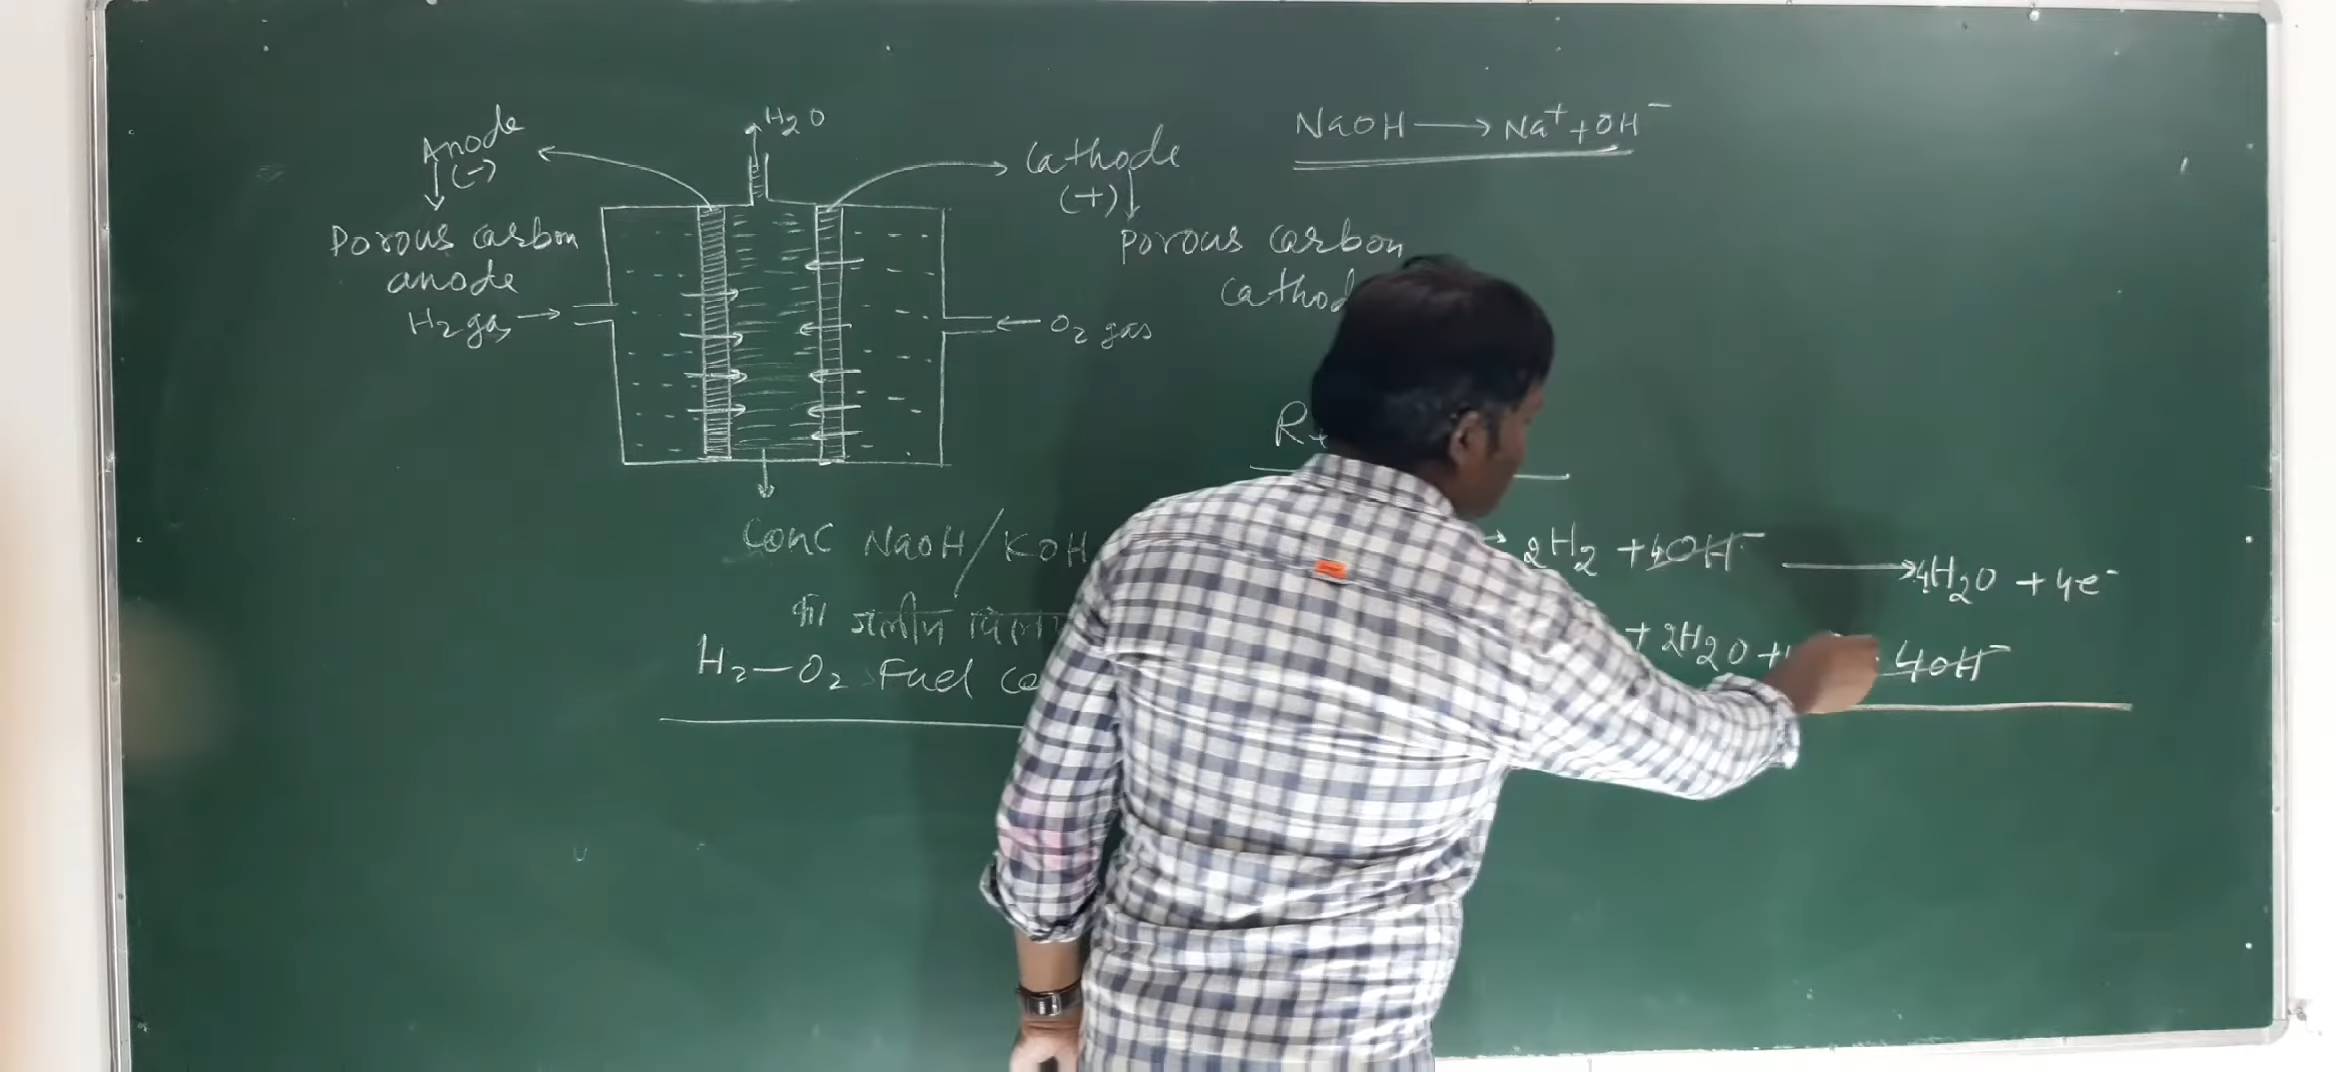 Anode
(-)
Porous carbon
anode
H2 gas →
H2O
Cathode
(+)
Porous carbon
O2 gas
NaOH → Na+ + OH-
Conc NaOH/KOH
का जलीय
H2-O2 Fuel
2H2 + 4OH- → 4H2O + 4e-
+ 2H2O + 4OH-